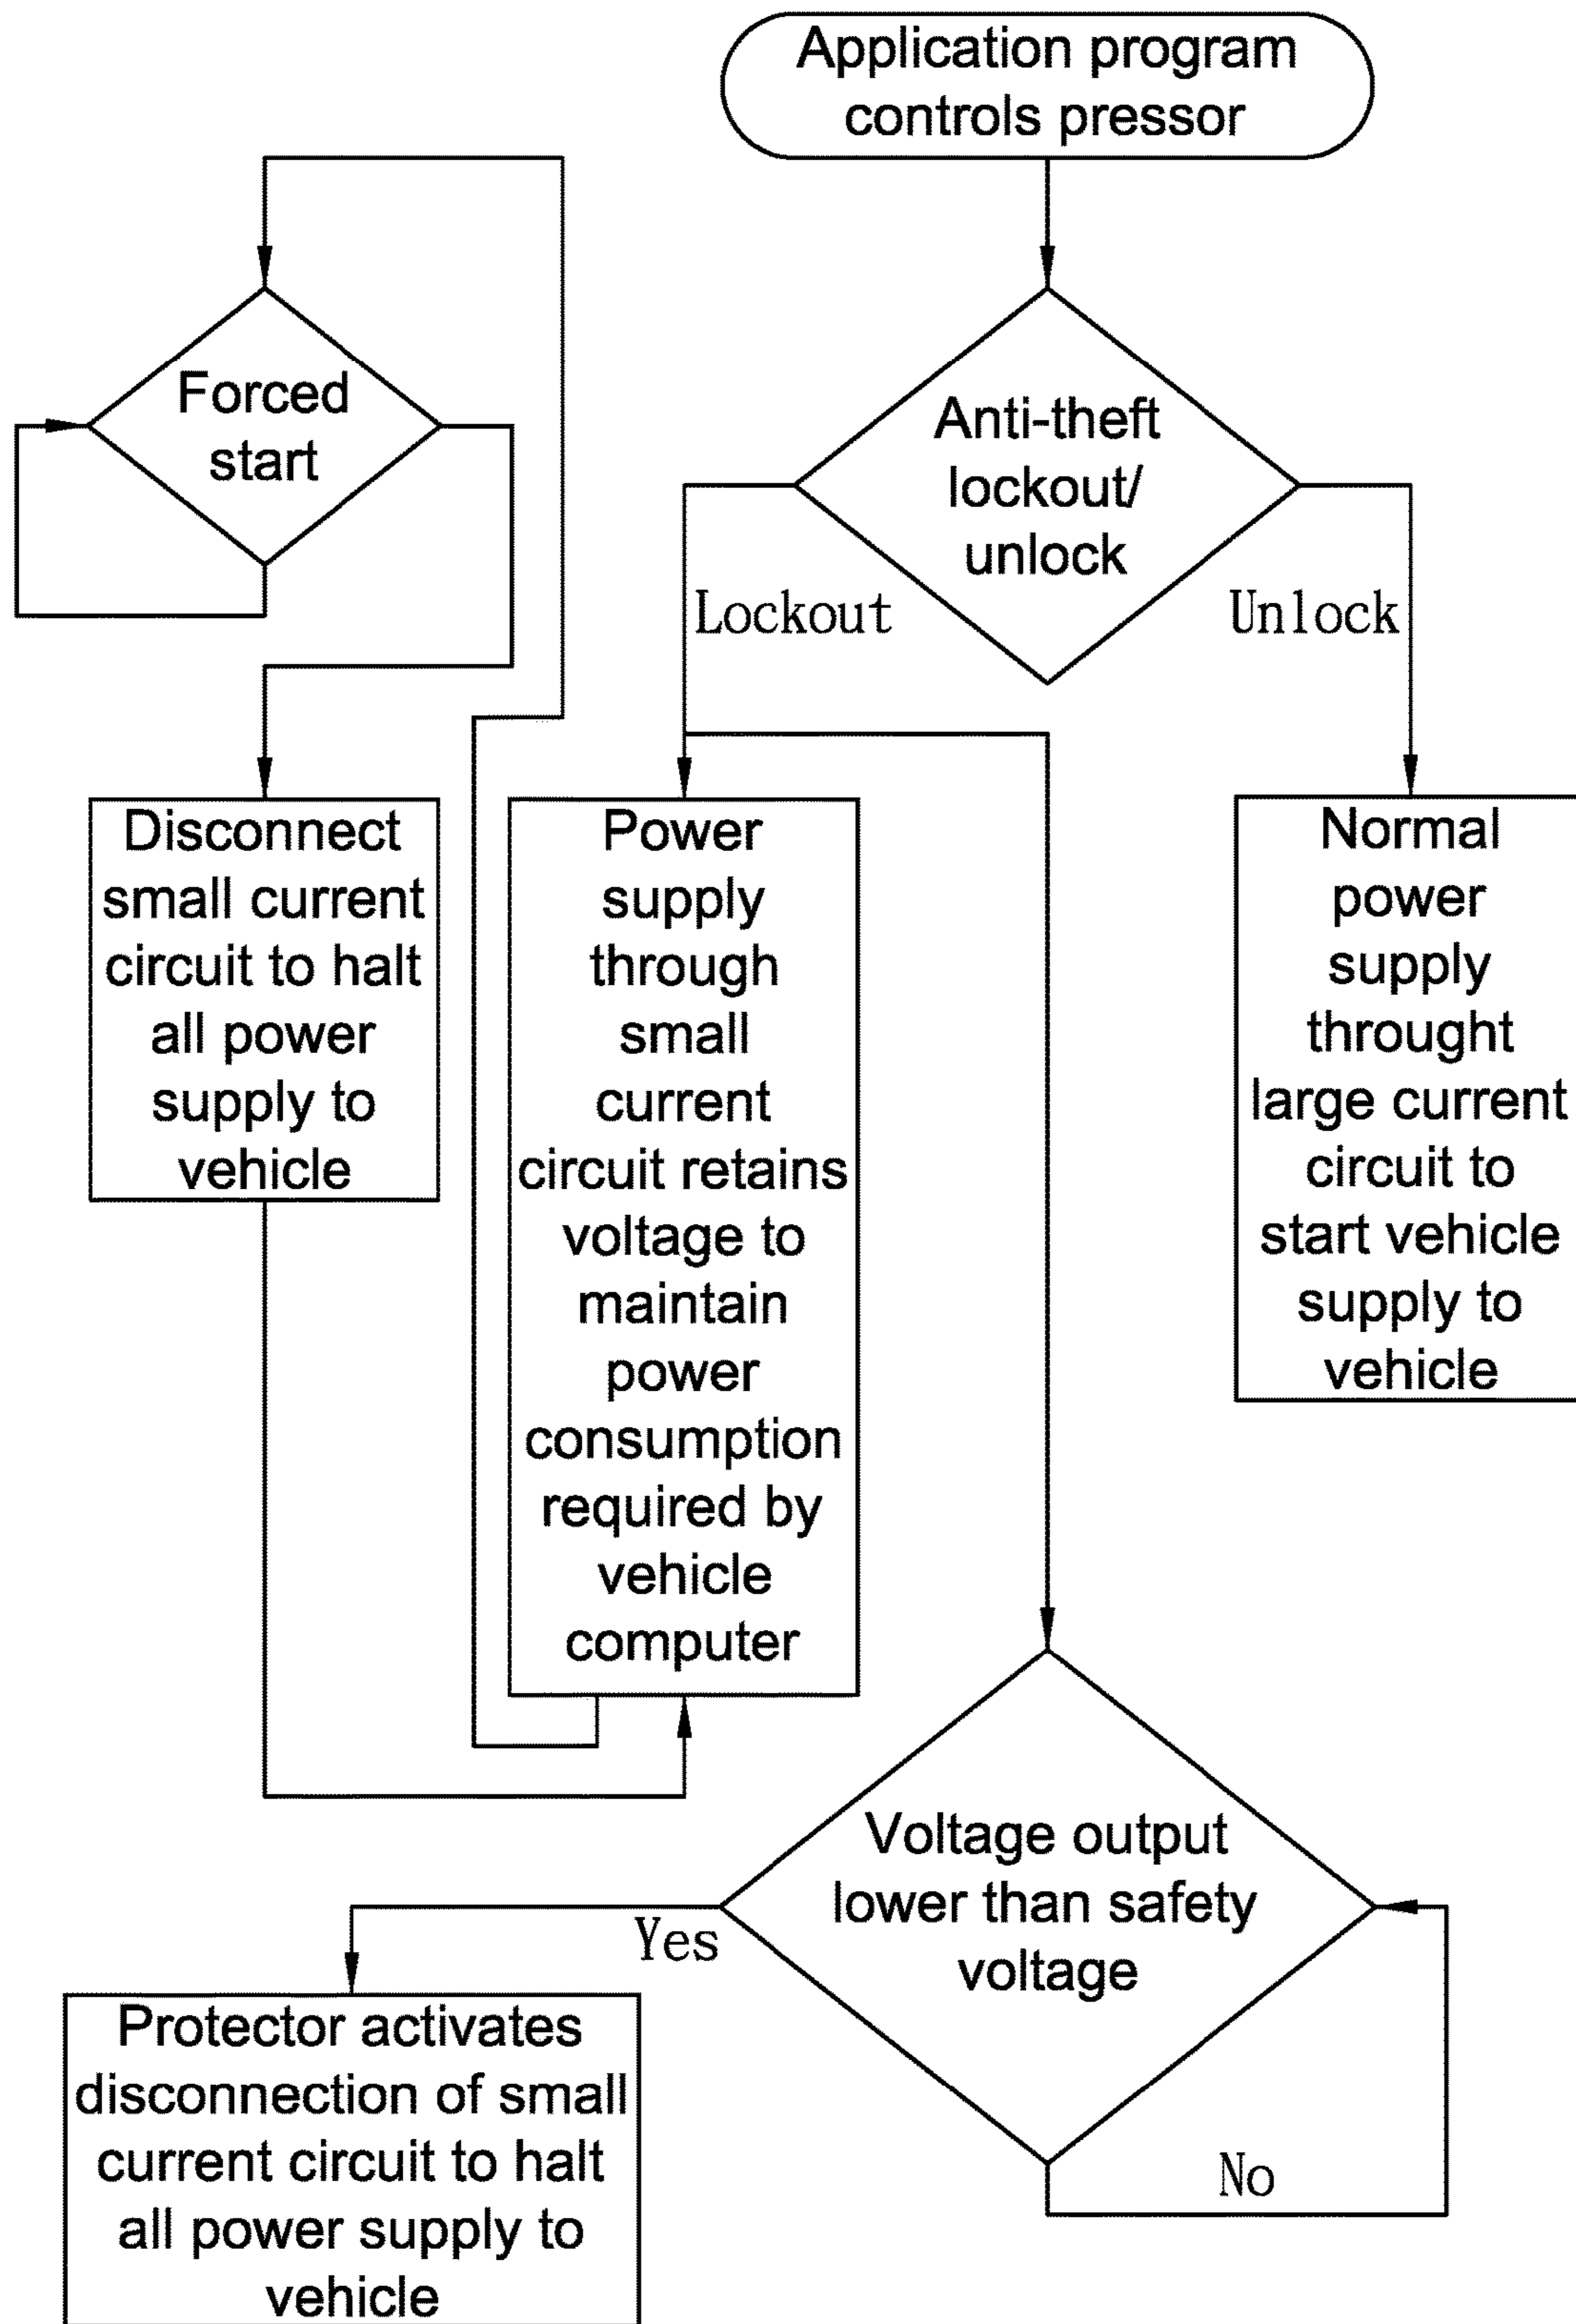 Application program
controls pressor
Forced
start
Anti-theft
lockout/
unlock
Lockout
Unlock
Disconnect
small current
circuit to halt
all power
supply to
vehicle
Power
supply
through
small
current
circuit retains
voltage to
maintain
power
consumption
required by
vehicle
computer
Normal
power
supply
throught
large current
circuit to
start vehicle
supply to
vehicle
Voltage output
lower than safety
voltage
Yes
No
Protector activates
disconnection of small
current circuit to halt
all power supply to
vehicle